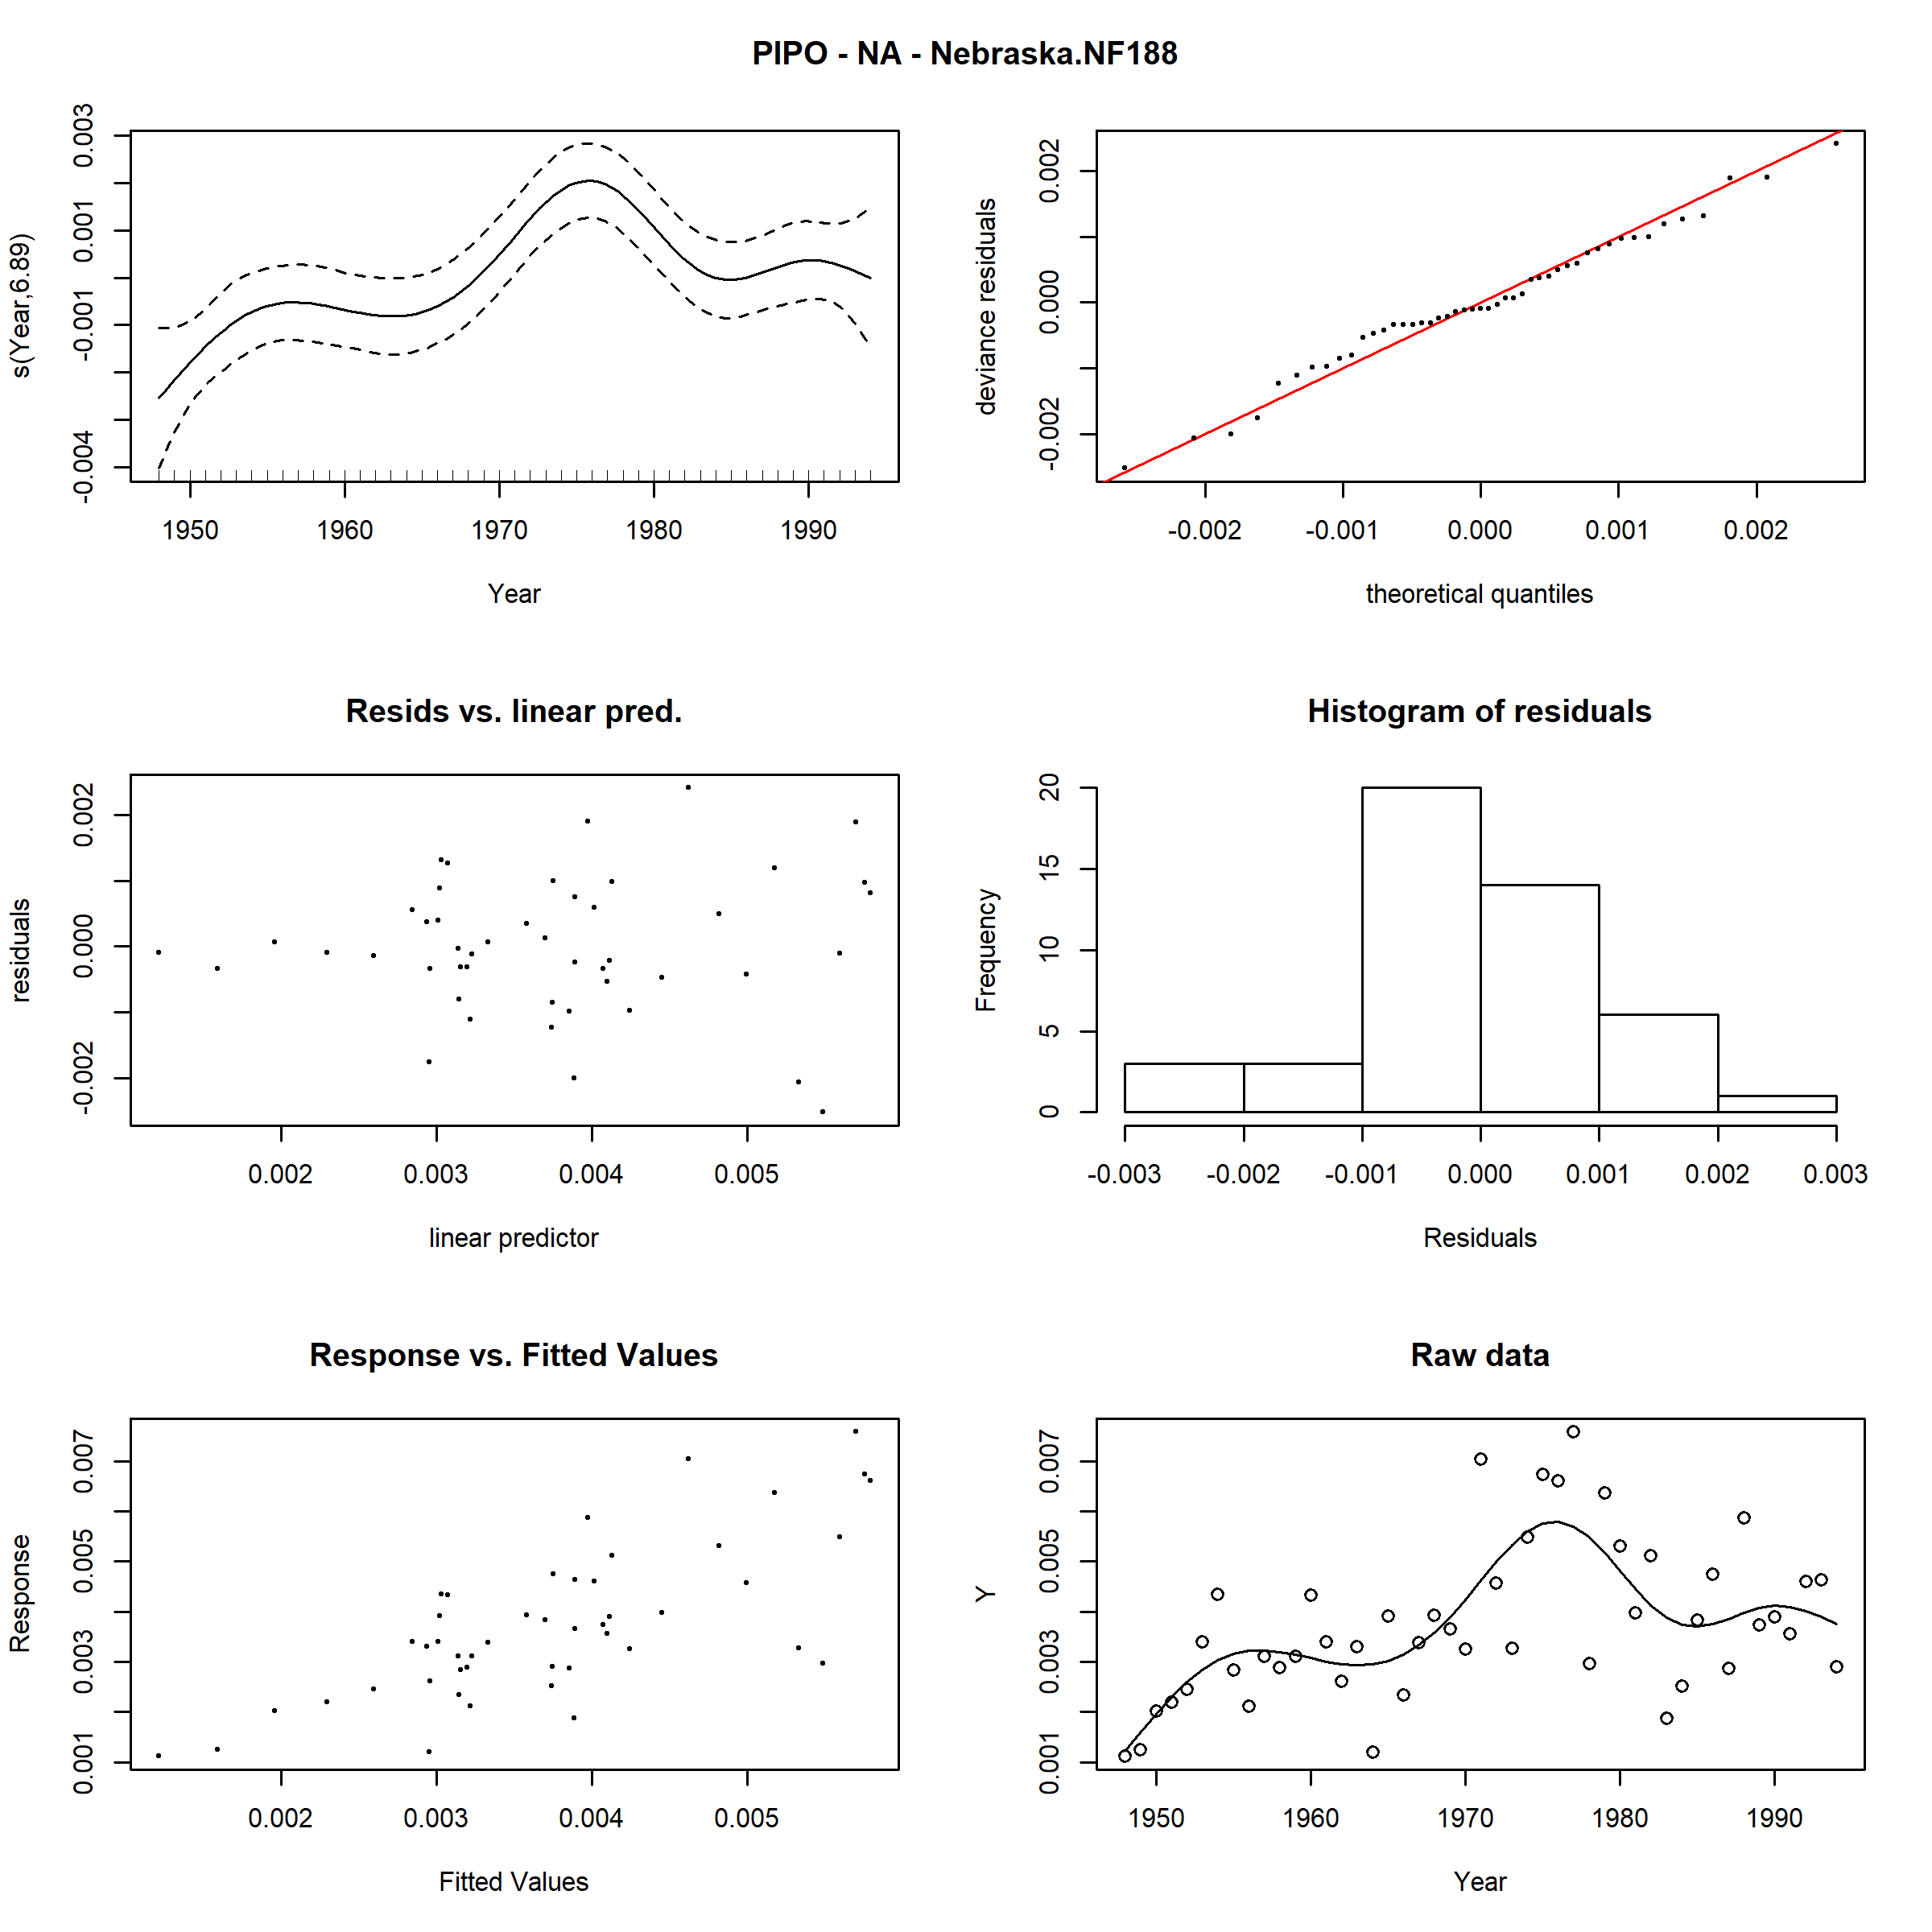 PIPO - NA - Nebraska.NF188
s(Year,6.89)
-0.004 -0.001 0.001 0.003
1950 1960 1970 1980 1990
Year
deviance residuals
-0.002 0.000 0.002
-0.002 -0.001 0.000 0.001 0.002
theoretical quantiles
Resids vs. linear pred.
residuals
-0.002 0.000 0.002
0.002 0.003 0.004 0.005
linear predictor
Histogram of residuals
Frequency
0 5 10 15 20
-0.003 -0.002 -0.001 0.000 0.001 0.002 0.003
Residuals
Response vs. Fitted Values
Response
0.001 0.003 0.005 0.007
0.002 0.003 0.004 0.005
Fitted Values
Raw data
Y
0.001 0.003 0.005 0.007
1950 1960 1970 1980 1990
Year